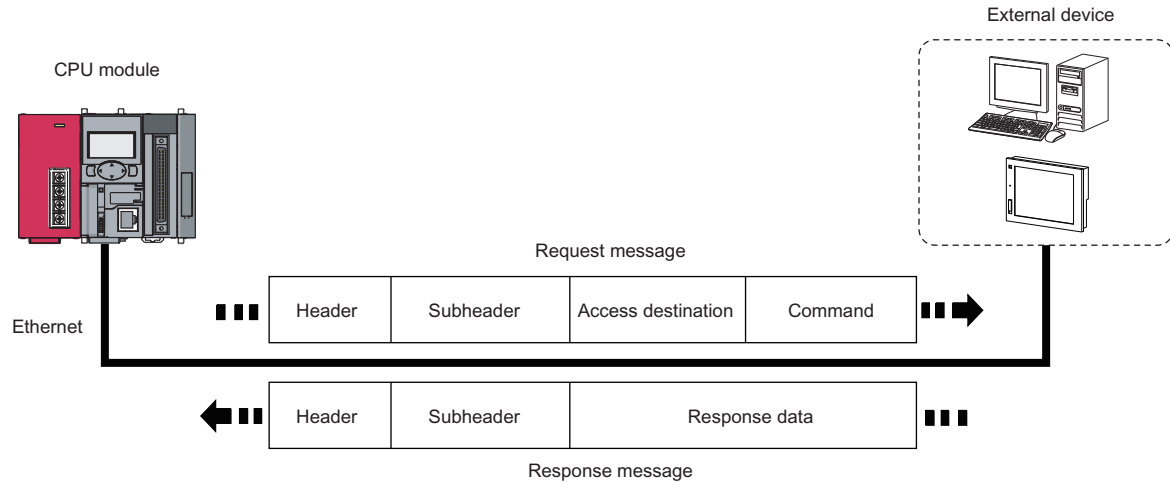 External device
CPU module
Request message
Header Subheader Access destination Command
Ethernet
Header Subheader Response data
Response message